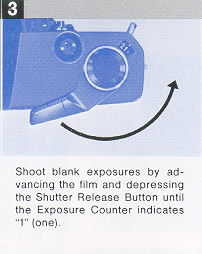 3
Shoot blank exposures by ad-
vancing the film and depressing
the Shutter Release Button until
the Exposure Counter indicates
"1" (one).